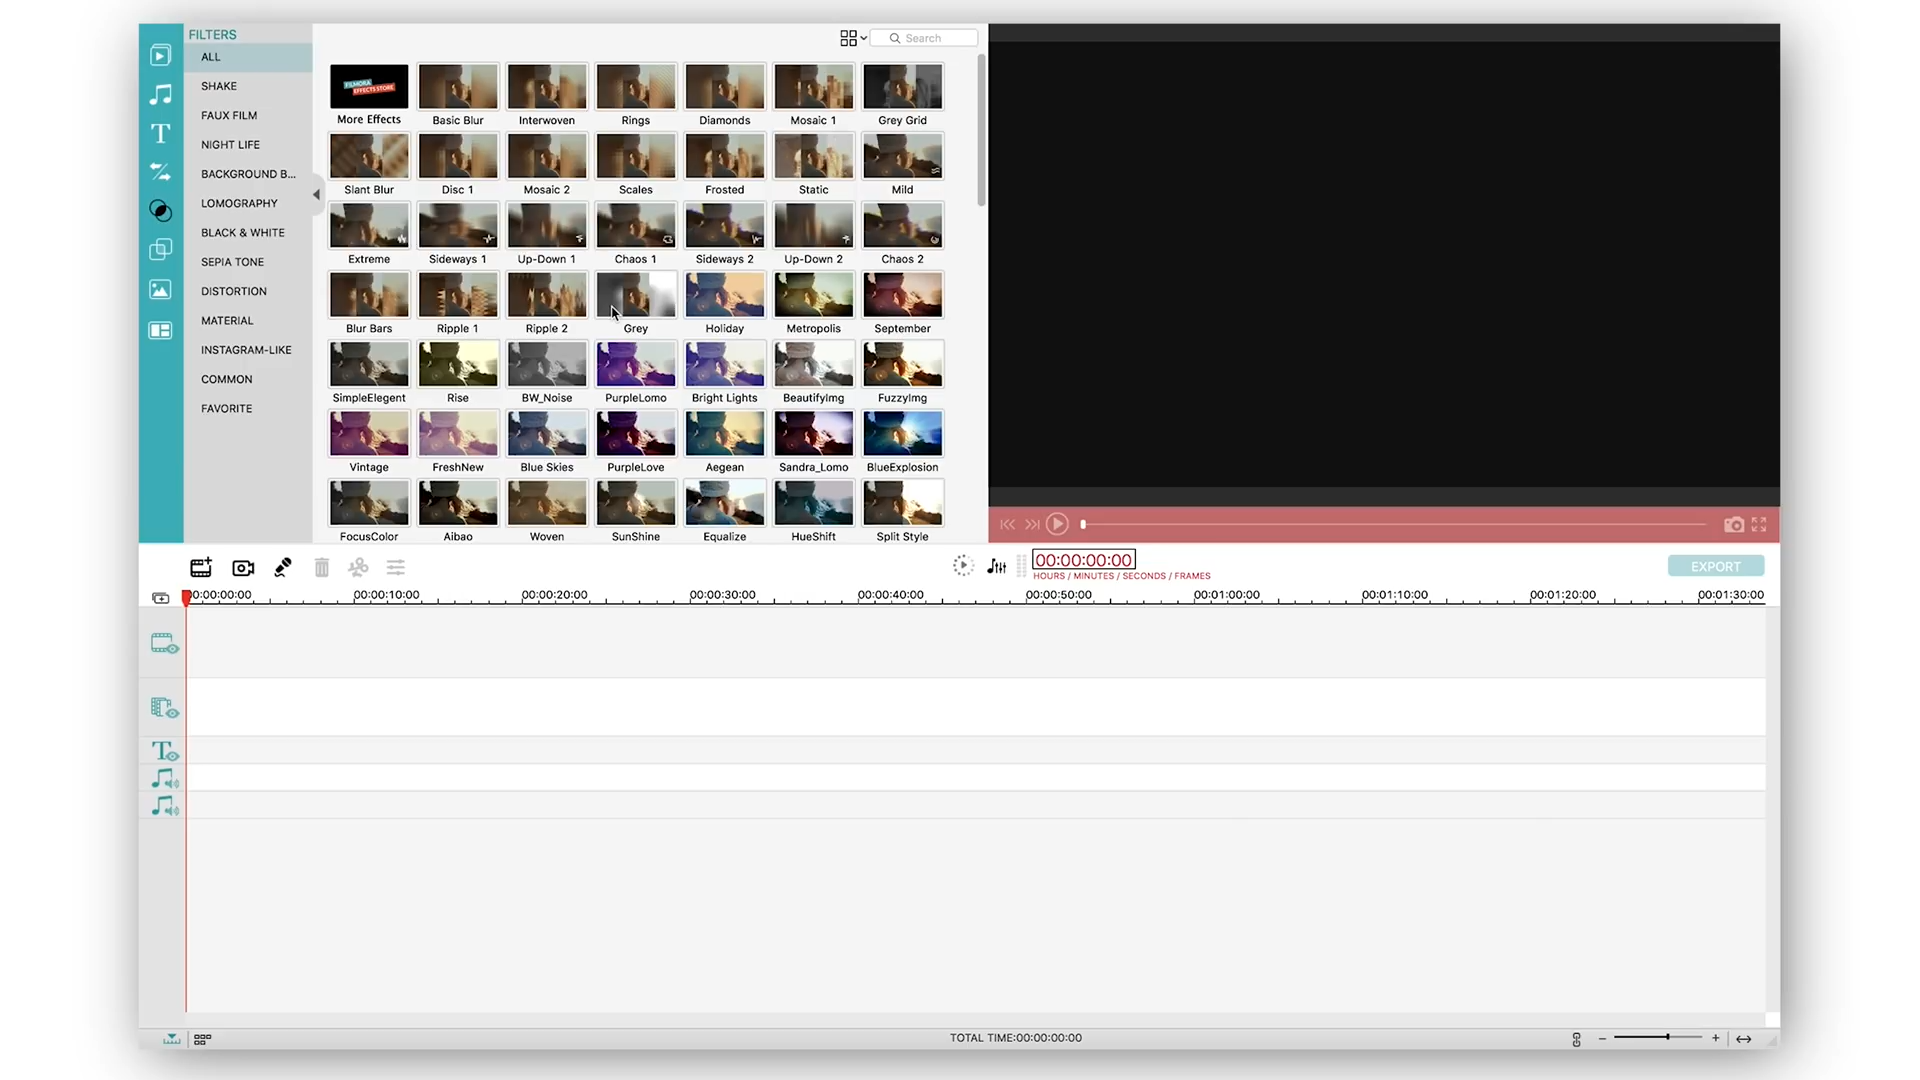 FILTERS
ALL
SHAKE
FAUX FILM
NIGHT LIFE
BACKGROUND B...
LOMOGRAPHY
BLACK & WHITE
SEPIA TONE
DISTORTION
MATERIAL
INSTAGRAM-LIKE
COMMON
FAVORITE
Search
FILMORA
EFFECTS STORE
More Effects Basic Blur Interwoven Rings Diamonds Mosaic 1 Grey Grid
Slant Blur Disc 1 Mosaic 2 Scales Frosted Static Mild
Extreme Sideways 1 Up-Down 1 Chaos 1 Sideways 2 Up-Down 2 Chaos 2
Blur Bars Ripple 1 Ripple 2 Grey Holiday Metropolis September
SimpleElegent Rise BW_Noise PurpleLomo Bright Lights BeautifyImg FuzzyImg
Vintage FreshNew Blue Skies PurpleLove Aegean Sandra_Lomo BlueExplosion
FocusColor Aibao Woven SunShine Equalize HueShift Split Style
00:00:00:00
HOURS / MINUTES / SECONDS / FRAMES
EXPORT
00:00:00:00 00:00:10:00 00:00:20:00 00:00:30:00 00:00:40:00 00:00:50:00 00:01:00:00 00:01:10:00 00:01:20:00 00:01:30:00
T
T
TOTAL TIME:00:00:00:00